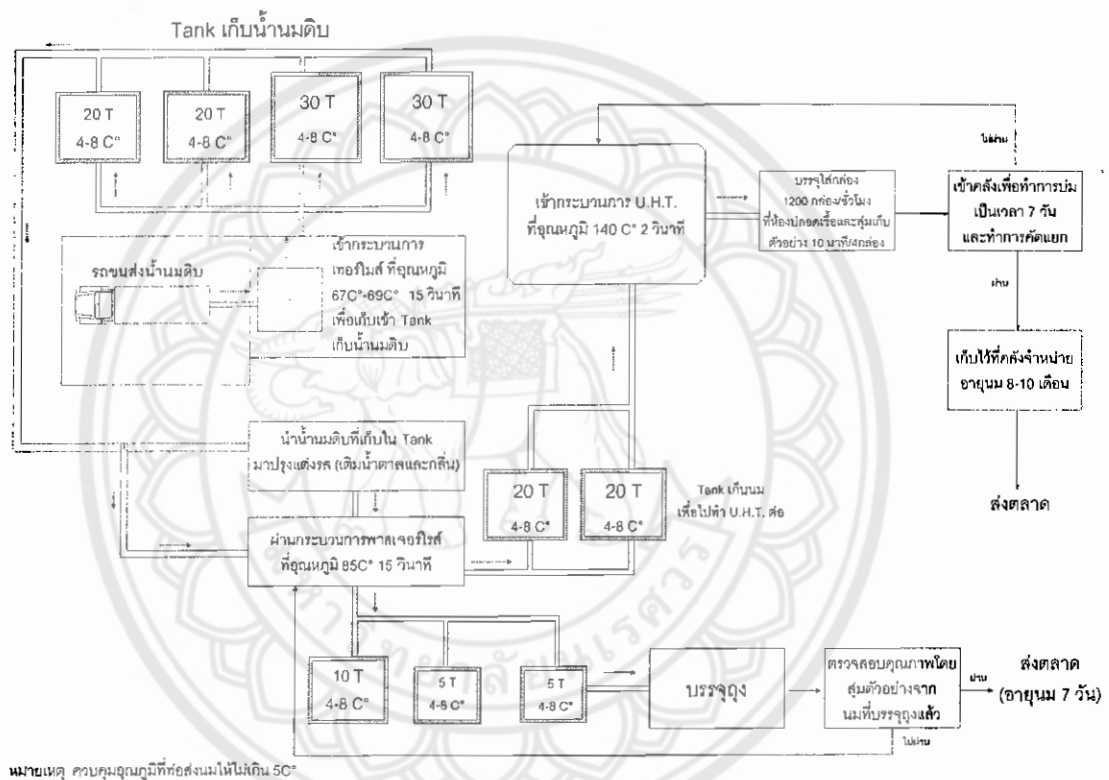 Tank เก็บน้ำนมดิบ
20 T
4-8 C°
20 T
4-8 C°
30 T
4-8 C°
30 T
4-8 C°
รถขนส่งน้ำนมดิบ
เข้ากระบวนการ
เทอร์ไมส์ ที่อุณหภูมิ
67C°-69C° 15 วินาที
เพื่อเก็บเข้า Tank
เก็บน้ำนมดิบ
เข้ากระบวนการ U.H.T.
ที่อุณหภูมิ 140 C° 2 วินาที
บรรจุใส่กล่อง
1200 กล่อง/ชั่วโมง
ที่ห้องปลอดเชื้อและสุ่มเก็บ
ตัวอย่าง 10 นาที/4กล่อง
ไม่ผ่าน
เข้าคลังเพื่อทำการบ่ม
เป็นเวลา 7 วัน
และทำการคัดแยก
ผ่าน
เก็บไว้ที่คลังจำหน่าย
อายุนม 8-10 เดือน
ส่งตลาด
นำน้ำนมดิบที่เก็บใน Tank
มาปรุงแต่งรส (เติมน้ำตาลและกลิ่น)
ผ่านกระบวนการพาสเจอร์ไรส์
ที่อุณหภูมิ 85C° 15 วินาที
20 T
4-8 C°
20 T
4-8 C°
Tank เก็บนม
เพื่อไปทำ U.H.T. ต่อ
10 T
4-8 C°
5 T
4-8 C°
5 T
4-8 C°
บรรจุถุง
ตรวจสอบคุณภาพโดย
สุ่มตัวอย่างจาก
นมที่บรรจุถุงแล้ว
ผ่าน
ไม่ผ่าน
ส่งตลาด
(อายุนม 7 วัน)
หมายเหตุ ควบคุมอุณภูมิที่ท่อส่งนมให้ไม่เกิน 5C°
มหาวิทยาลัยนเรศวร